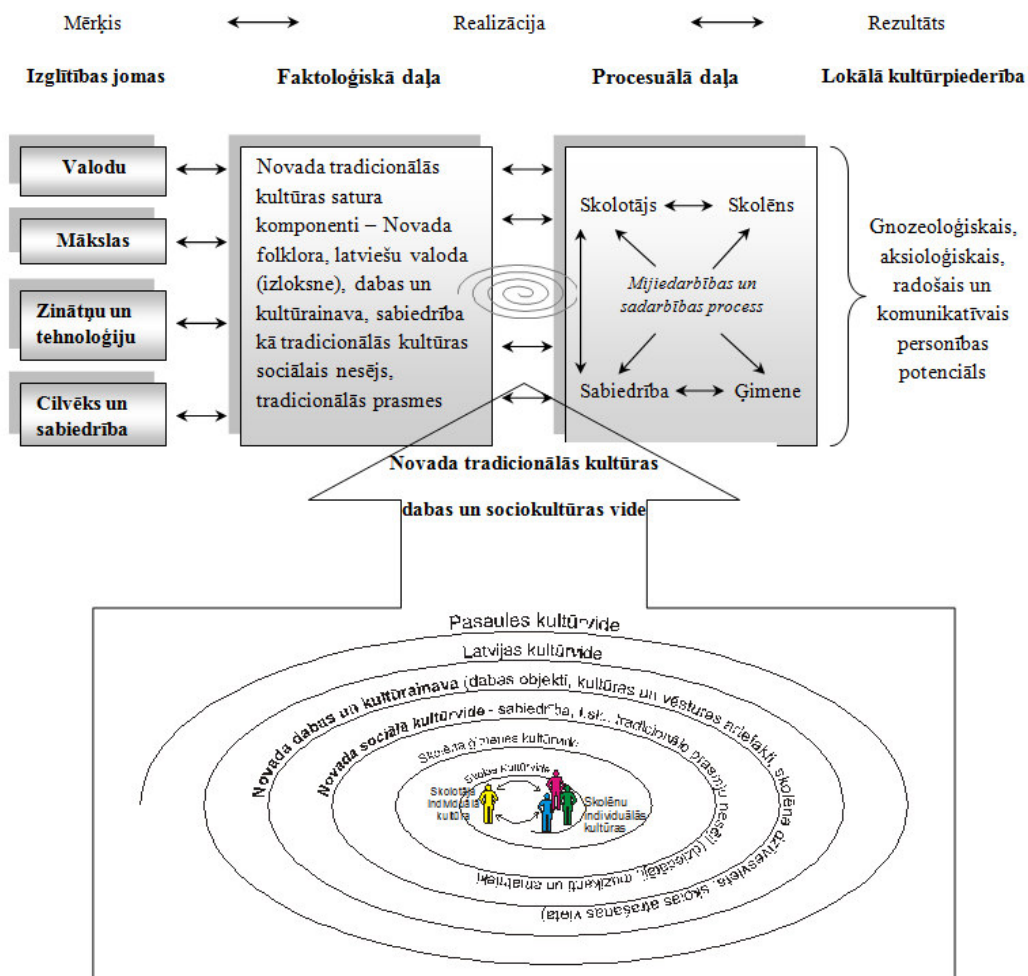 Mērķis
Realizācija
Rezultāts
Izglītības jomas
Faktoloģiskā daļa
Procesuālā daļa
Lokālā kultūrpiederība
Valodu
Mākslas
Zinātņu un
tehnoloģiju
Cilvēks un
sabiedrība
Novada tradicionālās
kultūras satura
komponenti – Novada
folklora, latviešu valoda
(izloksne), dabas un
kultūrainava, sabiedrība
kā tradicionālās kultūras
sociālais nesējs,
tradicionālās prasmes
Skolotājs
Skolēns
Mijiedarbības un
sadarbības process
Sabiedrība
Ģimene
Gnozeoloģiskais,
aksioloģiskais,
radošais un
komunikatīvais
personības
potenciāls
Novada tradicionālās kultūras
dabas un sociokultūras vide
Pasaules kultūrvide
Latvijas kultūrvide
Novada dabas un kultūrainava (dabas objekti, kultūras un vēstures artefakti, skolēna dzīvesvieta, skolas atrašanās vieta)
Novada sociālā kultūrvide - sabiedrība, t.sk., tradicionālo prasmju nesēji (dziedātāji, muzikanti un amatnieki
Skolēna ģimenes kultūrvide
Skolas kultūrvide
Skolotāja
individuālā
kultūra
Skolēnu
individuālās
kultūras